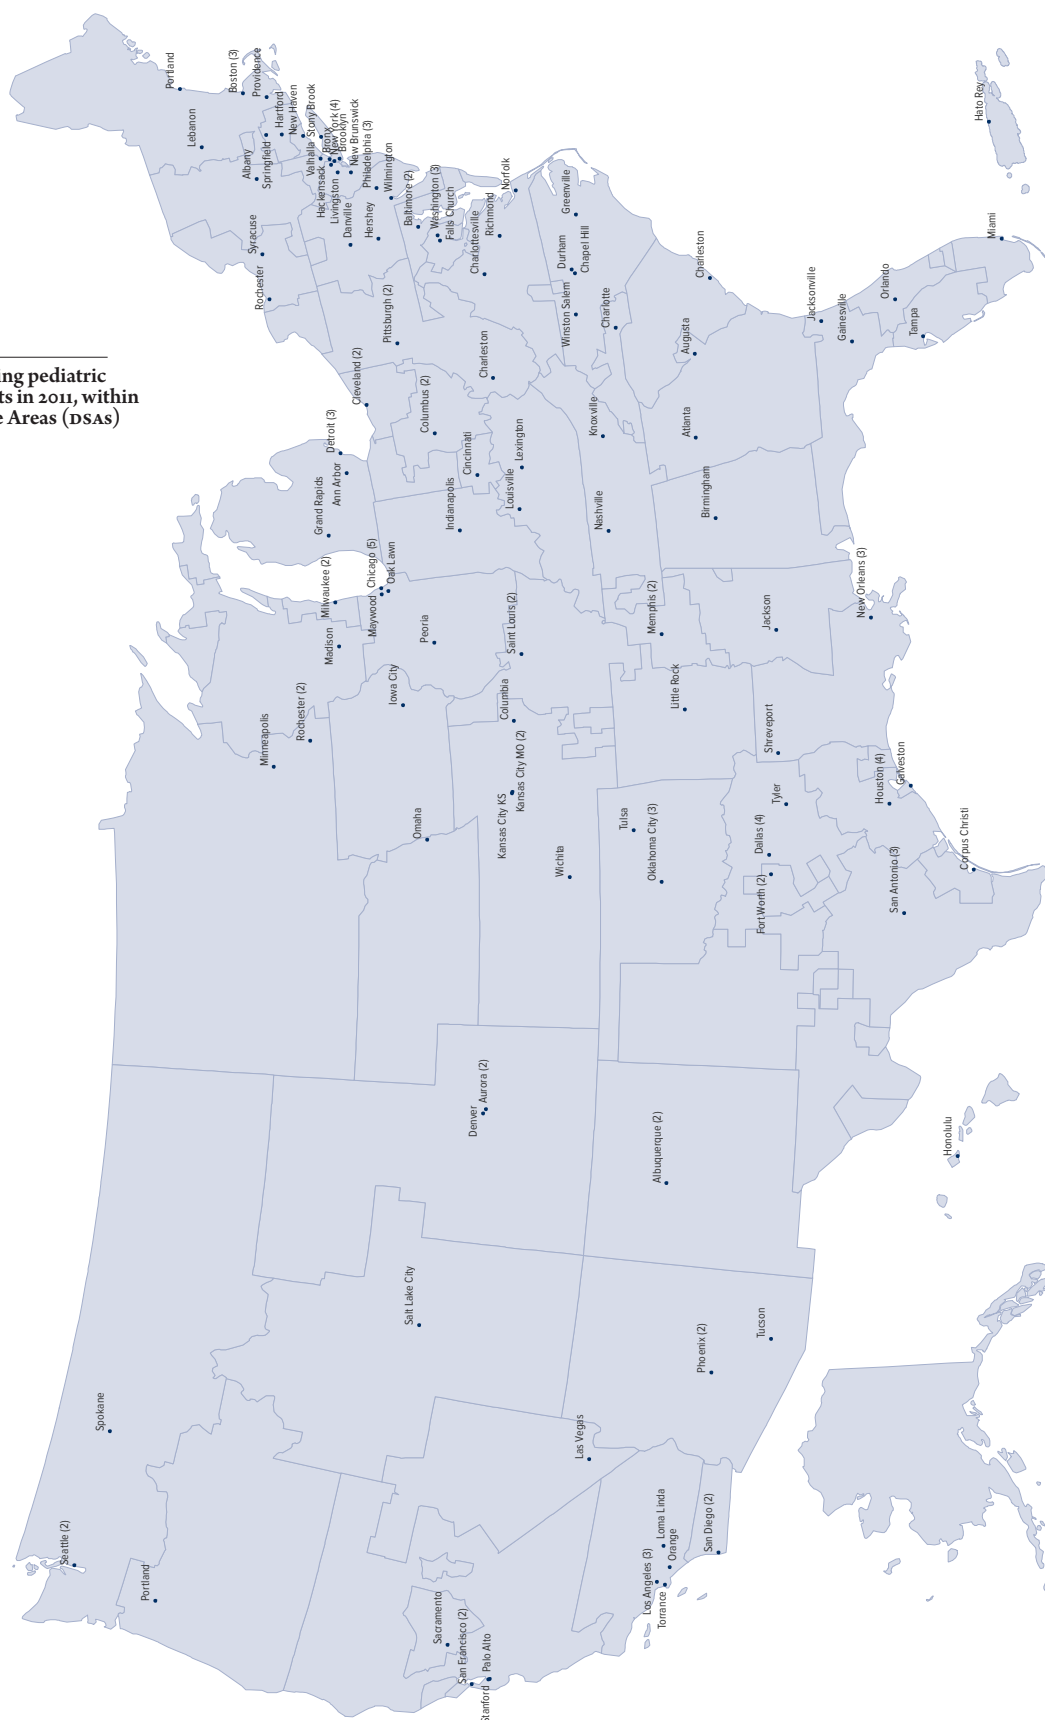 ing pediatric
ts in 2011, within
e Areas (DSAs)
Seattle (2)
Spokane
Portland
Sacramento
San Francisco (2)
Palo Alto
Stanford
Los Angeles (3)
Torrance
Loma Linda
Orange
San Diego (2)
Las Vegas
Salt Lake City
Phoenix (2)
Tucson
Denver
Aurora (2)
Albuquerque (2)
Honolulu
Minneapolis
Rochester (2)
Omaha
Iowa City
Kansas City KS
Kansas City MO (2)
Columbia
Wichita
Tulsa
Oklahoma City (3)
Fort Worth (2)
Dallas (4)
Tyler
San Antonio (3)
Houston (4)
Galveston
Corpus Christi
Shreveport
Little Rock
Saint Louis (2)
Peoria
Madison
Milwaukee (2)
Maywood
Chicago (5)
Oak Lawn
Memphis (2)
Jackson
New Orleans (3)
Grand Rapids
Ann Arbor
Detroit (3)
Indianapolis
Cincinnati
Columbus (2)
Cleveland (2)
Louisville
Lexington
Nashville
Knoxville
Birmingham
Atlanta
Augusta
Charleston
Pittsburgh (2)
Charleston
Charlotte
Winston Salem
Durham
Chapel Hill
Greenville
Jacksonville
Gainesville
Orlando
Tampa
Miami
Hato Rey
Rochester
Syracuse
Albany
Springfield
Lebanon
Portland
Boston (3)
Providence
Hartford
New Haven
Stony Brook
Valhalla
Bronx
New York (4)
Brooklyn
New Brunswick
Hackensack
Livingston
Danville
Hershey
Philadelphia (3)
Wilmington
Baltimore (2)
Washington (3)
Falls Church
Charlottesville
Richmond
Norfolk